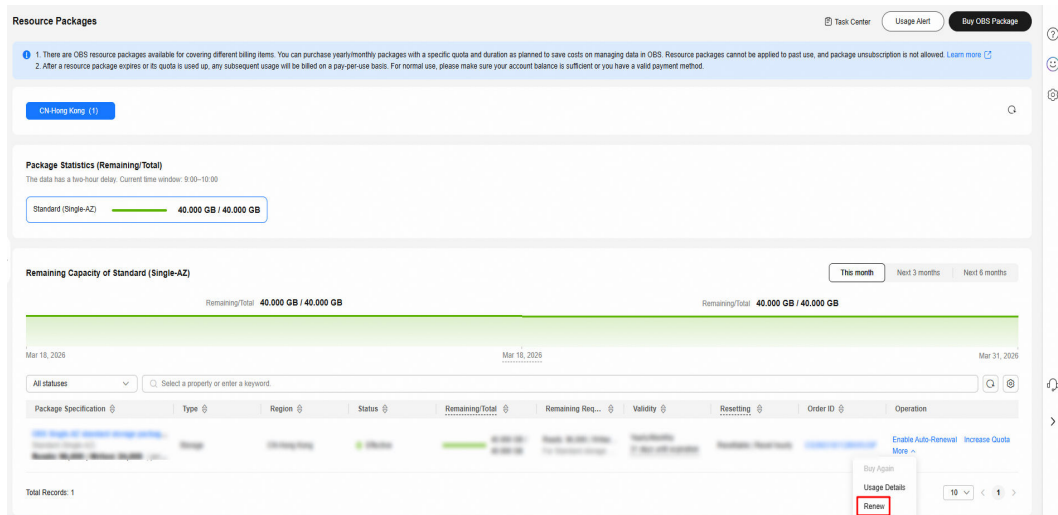 Resource Packages
Task Center
Usage Alert
Buy OBS Package
1. There are OBS resource packages available for covering different billing items. You can purchase yearly/monthly packages with a specific quota and duration as planned to save costs on managing data in OBS. Resource packages cannot be applied to past use, and package unsubscription is not allowed. Learn more
2. After a resource package expires or its quota is used up, any subsequent usage will be billed on a pay-per-use basis. For normal use, please make sure your account balance is sufficient or you have a valid payment method.
CN-Hong Kong (1)
Package Statistics (Remaining/Total)
The data has a two-hour delay. Current time window: 9:00–10:00
Standard (Single-AZ) 40.000 GB / 40.000 GB
Remaining Capacity of Standard (Single-AZ)
This month Next 3 months Next 6 months
Remaining/Total 40.000 GB / 40.000 GB Remaining/Total 40.000 GB / 40.000 GB
Mar 18, 2026 Mar 18, 2026 Mar 31, 2026
All statuses Select a property or enter a keyword.
Package Specification Type Region Status Remaining/Total Remaining Req... Validity Resetting Order ID Operation
Enable Auto-Renewal Increase Quota
More
Buy Again
Usage Details
Renew
Total Records: 1
10 1